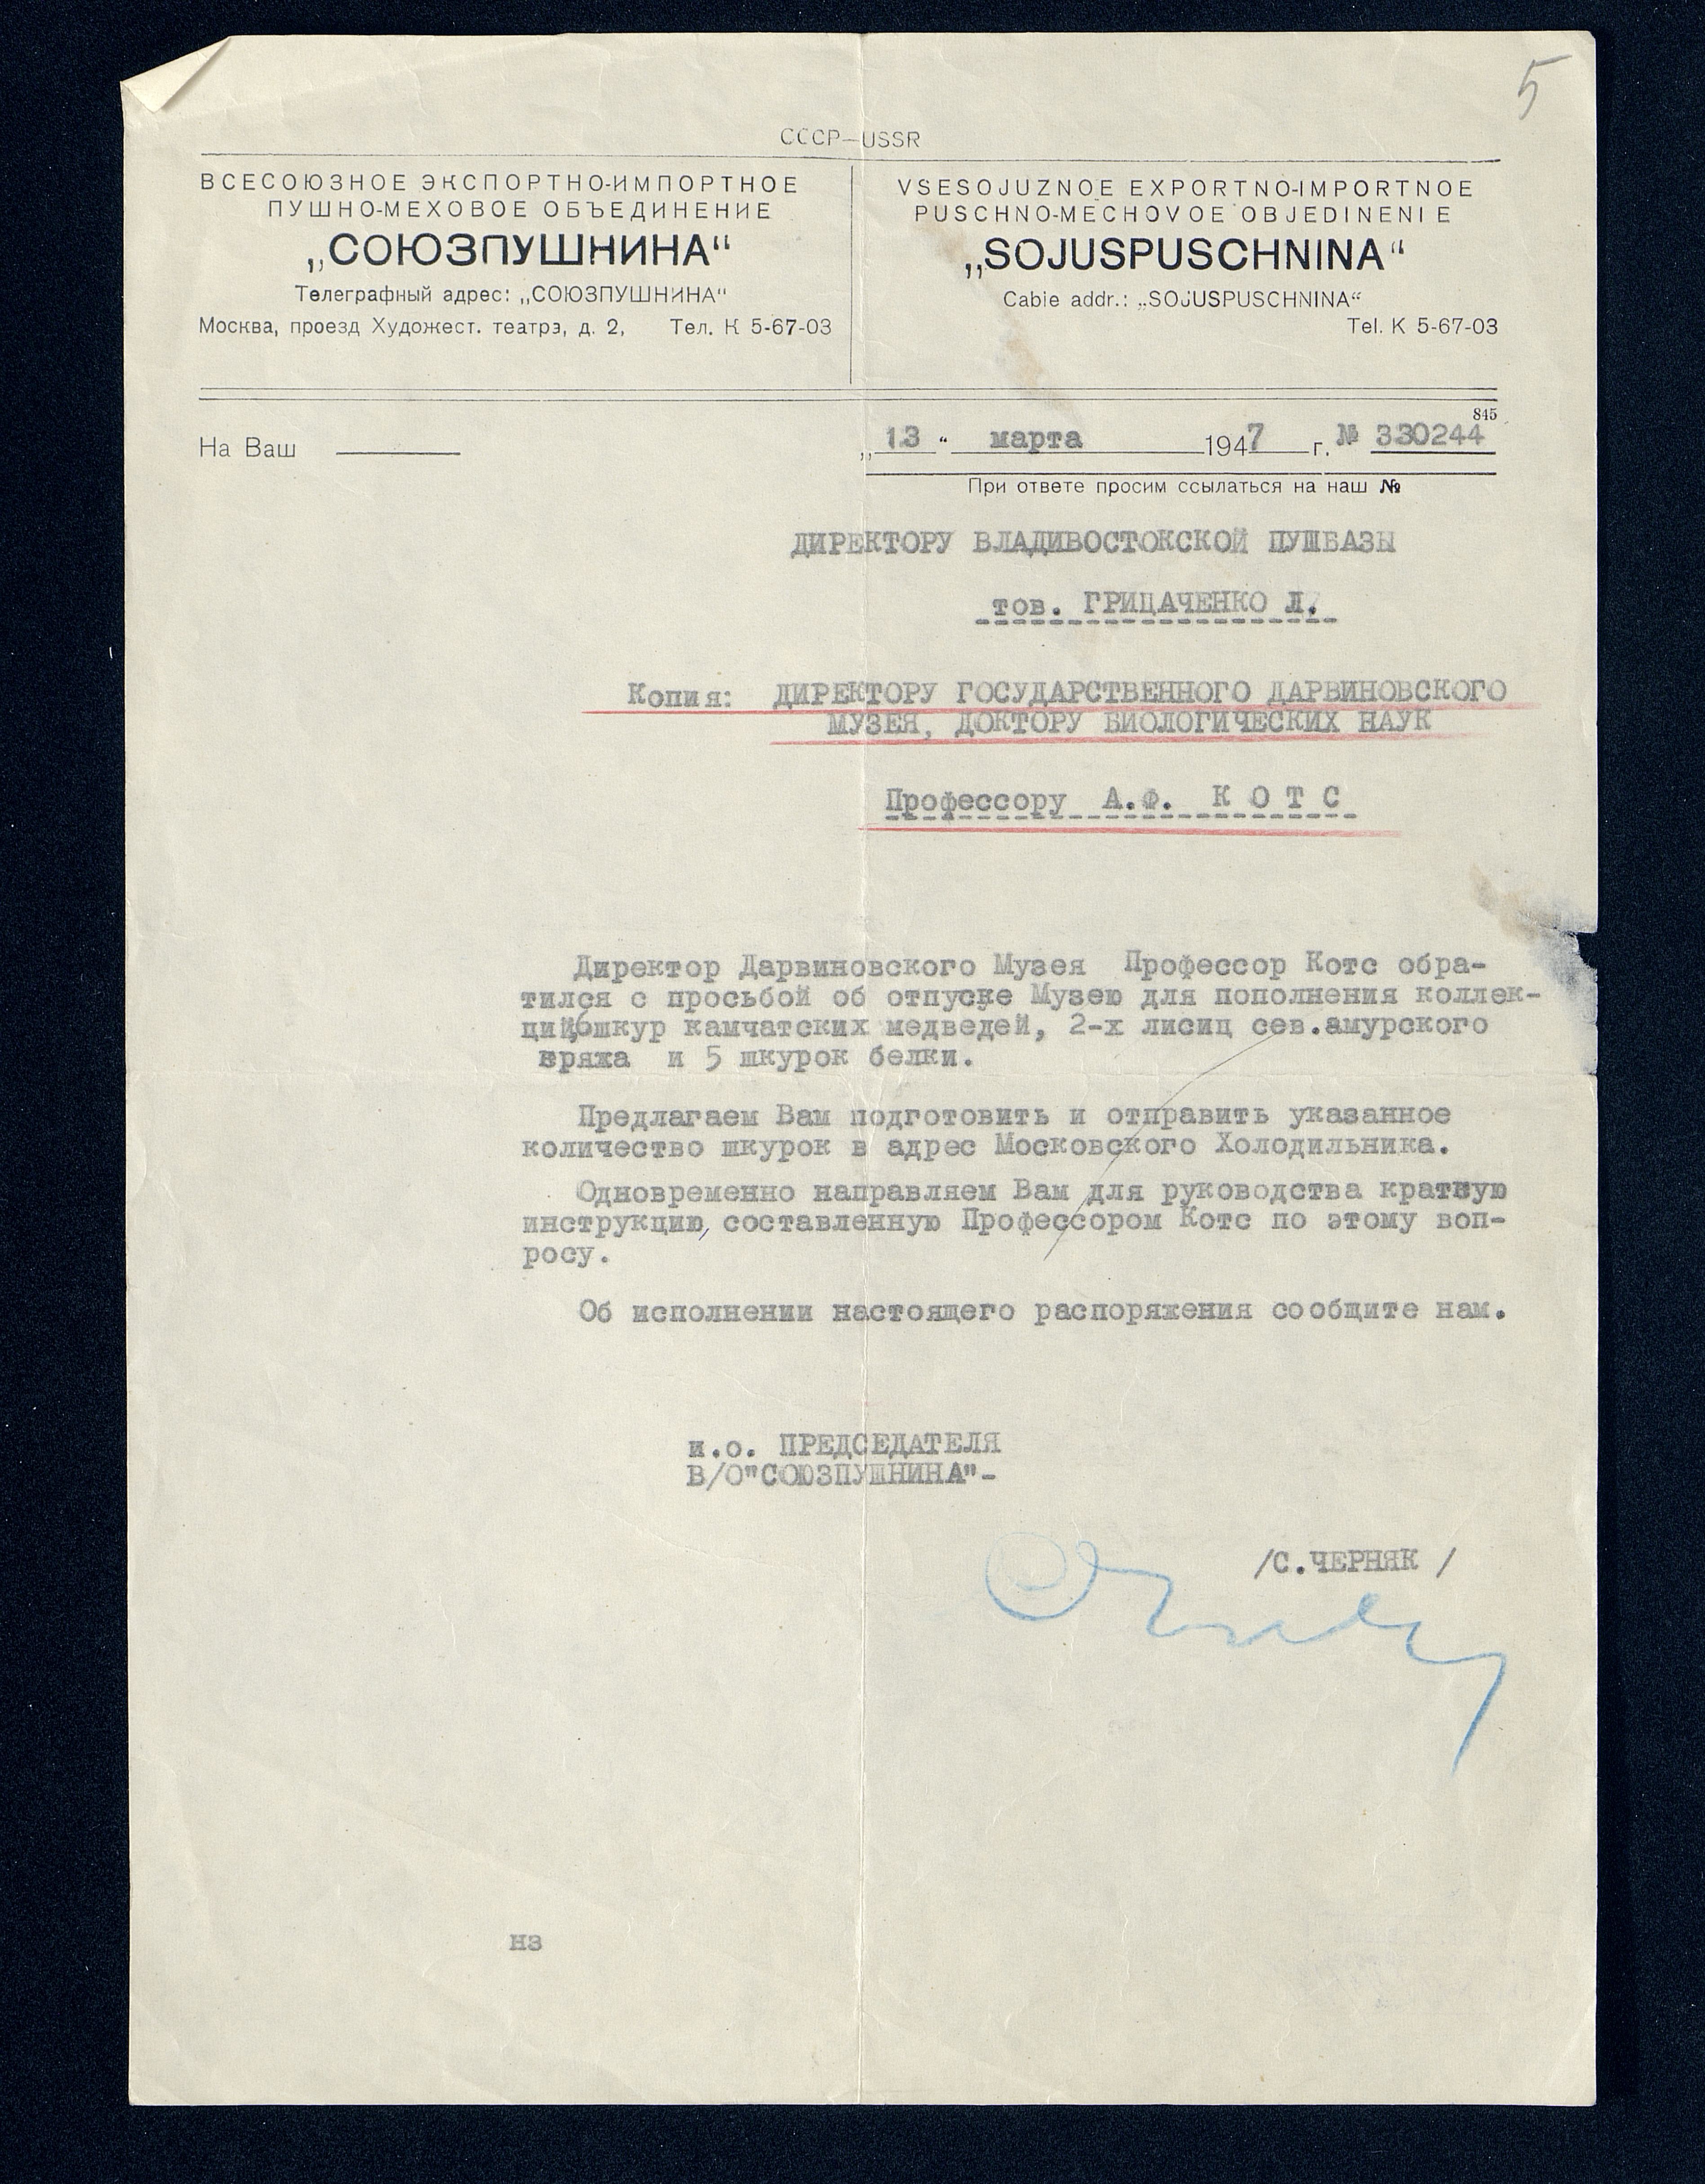 5
СССР—USSR
ВСЕСОЮЗНОЕ ЭКСПОРТНО-ИМПОРТНОЕ
ПУШНО-МЕХОВОЕ ОБЪЕДИНЕНИЕ
„СОЮЗПУШНИНА“
Телеграфный адрес: „СОЮЗПУШНИНА“
Москва, проезд Художест. театрэ, д. 2, Тел. К 5-67-03
VSESOJUZNOE EXPORTNO-IMPORTNOE
PUSCHNO-MECHOVOE OBJEDINENIE
„SOJUSPUSCHNINA“
Cabie addr.: „SOJUSPUSCHNINA“
Tel. K 5-67-03
845
На Ваш
„13“ марта 1947 г. № 330244
При ответе просим ссылаться на наш №
ДИРЕКТОРУ ВЛАДИВОСТОКСКОЙ ПУШБАЗЫ
тов. ГРИЦАЧЕНКО Л.
Копия: ДИРЕКТОРУ ГОСУДАРСТВЕННОГО ДАРВИНОВСКОГО
МУЗЕЯ, ДОКТОРУ БИОЛОГИЧЕСКИХ НАУК
Профессору А.Ф. К О Т С
Директор Дарвиновского Музея Профессор Котс обра-
тился с просьбой об отпуске Музею для пополнения коллек-
ций 6 шкур камчатских медведей, 2-х лисиц сев.амурского
кряжа и 5 шкурок белки.
Предлагаем Вам подготовить и отправить указанное
количество шкурок в адрес Московского Холодильника.
Одновременно направляем Вам для руководства краткую
инструкцию, составленную Профессором Котс по этому воп-
росу.
Об исполнении настоящего распоряжения сообщите нам.
и.о. ПРЕДСЕДАТЕЛЯ
В/О"СОЮЗПУШНИНА"-
/С.ЧЕРНЯК /
нз